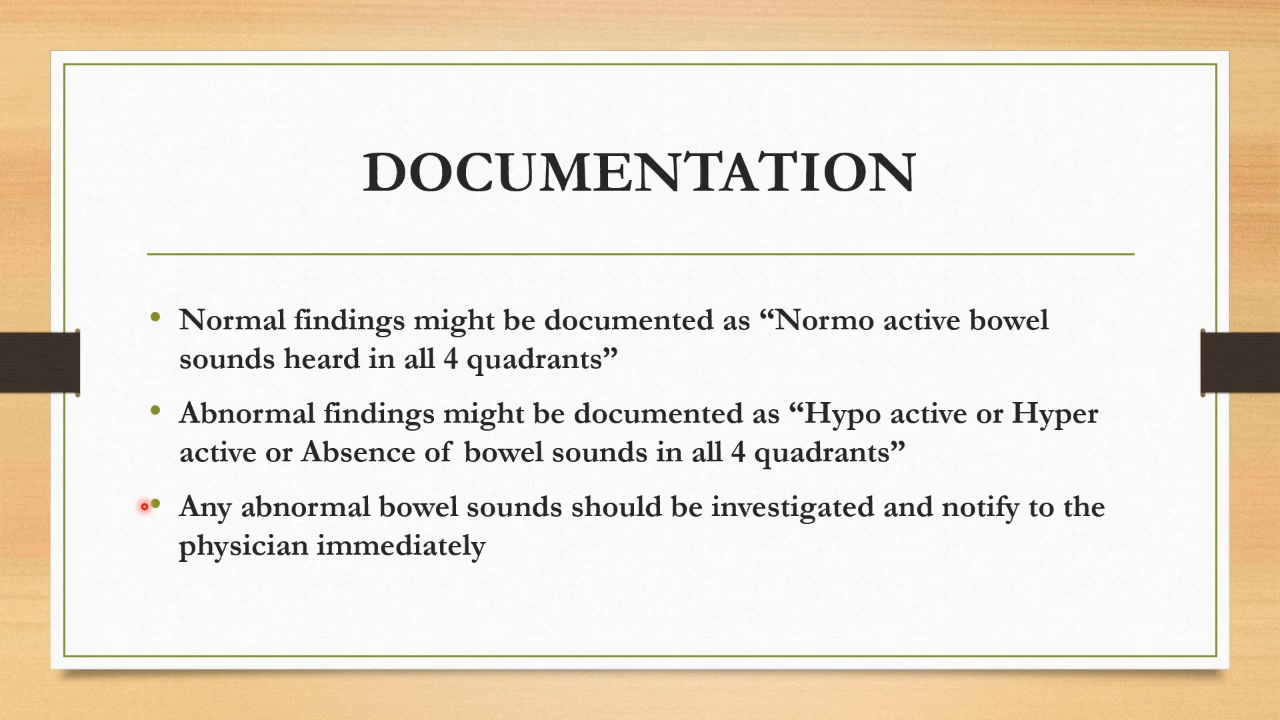 DOCUMENTATION
• Normal findings might be documented as “Normo active bowel
sounds heard in all 4 quadrants”
• Abnormal findings might be documented as “Hypo active or Hyper
active or Absence of bowel sounds in all 4 quadrants”
• Any abnormal bowel sounds should be investigated and notify to the
physician immediately